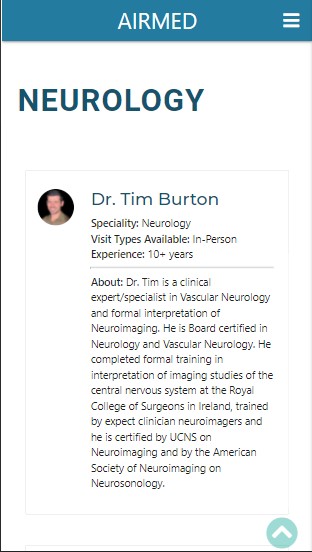 AIRMED
NEUROLOGY
Dr. Tim Burton
Speciality: Neurology
Visit Types Available: In-Person
Experience: 10+ years
About: Dr. Tim is a clinical
expert/specialist in Vascular Neurology
and formal interpretation of
Neuroimaging. He is Board certified in
Neurology and Vascular Neurology. He
completed formal training in
interpretation of imaging studies of the
central nervous system at the Royal
College of Surgeons in Ireland, trained
by expect clinician neuroimagers and
he is certified by UCNS on
Neuroimaging and by the American
Society of Neuroimaging on
Neurosonology.